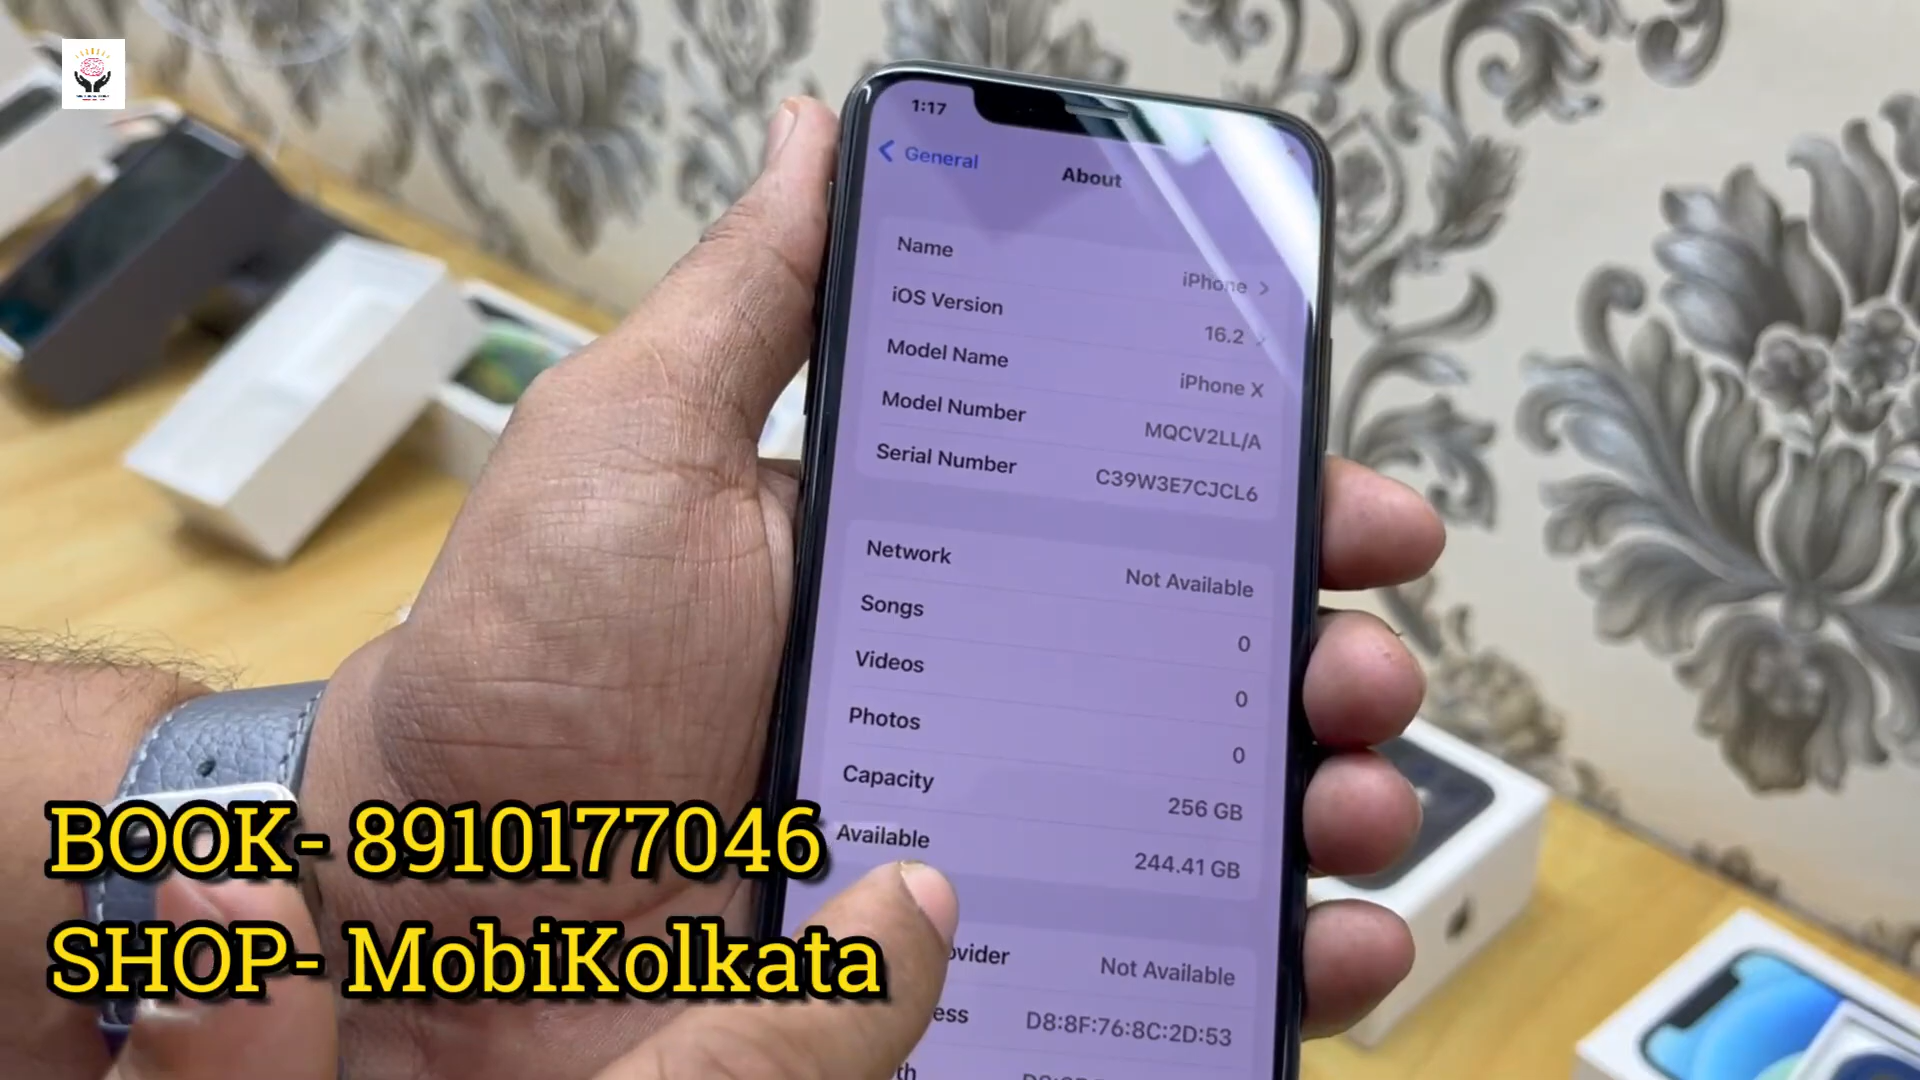 1:17
General
About
Name
iPhone
iOS Version
16.2
Model Name
iPhone X
Model Number
MQCV2LL/A
Serial Number
C39W3E7CJCL6
Network
Not Available
Songs
0
Videos
0
Photos
0
Capacity
256 GB
Available
244.41 GB
Not Available
D8:8F:76:8C:2D:53
BOOK- 8910177046
SHOP- MobiKolkata